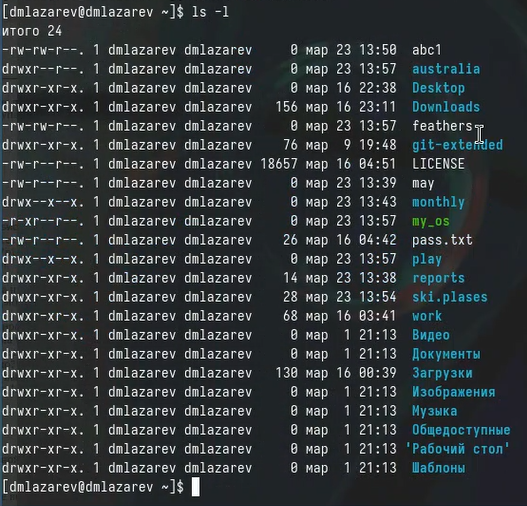 [dmlazarev@dmlazarev ~]$ ls -l
итого 24
-rw-rw-r--. 1 dmlazarev dmlazarev     0 мар 23 13:50  abc1
drwxr--r--. 1 dmlazarev dmlazarev     0 мар 23 13:57  australia
drwxr-xr-x. 1 dmlazarev dmlazarev     0 мар 16 22:38  Desktop
drwxr-xr-x. 1 dmlazarev dmlazarev   156 мар 16 23:11  Downloads
-rw-rw-r--. 1 dmlazarev dmlazarev     0 мар 23 13:57  feathers
drwxr-xr-x. 1 dmlazarev dmlazarev    76 мар  9 19:48  git-extended
-rw-r--r--. 1 dmlazarev dmlazarev 18657 мар 16 04:51  LICENSE
-rw-r--r--. 1 dmlazarev dmlazarev     0 мар 23 13:39  may
drwx--x--x. 1 dmlazarev dmlazarev     0 мар 23 13:43  monthly
-r-xr--r--. 1 dmlazarev dmlazarev     0 мар 23 13:57  my_os
-rw-r--r--. 1 dmlazarev dmlazarev    26 мар 16 04:42  pass.txt
drwx--x--x. 1 dmlazarev dmlazarev     0 мар 23 13:57  play
drwxr-xr-x. 1 dmlazarev dmlazarev    14 мар 23 13:38  reports
drwxr-xr-x. 1 dmlazarev dmlazarev    28 мар 23 13:54  ski.plases
drwxr-xr-x. 1 dmlazarev dmlazarev    68 мар 16 03:41  work
drwxr-xr-x. 1 dmlazarev dmlazarev     0 мар  1 21:13  Видео
drwxr-xr-x. 1 dmlazarev dmlazarev     0 мар  1 21:13  Документы
drwxr-xr-x. 1 dmlazarev dmlazarev   130 мар 16 00:39  Загрузки
drwxr-xr-x. 1 dmlazarev dmlazarev     0 мар  1 21:13  Изображения
drwxr-xr-x. 1 dmlazarev dmlazarev     0 мар  1 21:13  Музыка
drwxr-xr-x. 1 dmlazarev dmlazarev     0 мар  1 21:13  Общедоступные
drwxr-xr-x. 1 dmlazarev dmlazarev     0 мар  1 21:13 'Рабочий стол'
drwxr-xr-x. 1 dmlazarev dmlazarev     0 мар  1 21:13  Шаблоны
[dmlazarev@dmlazarev ~]$